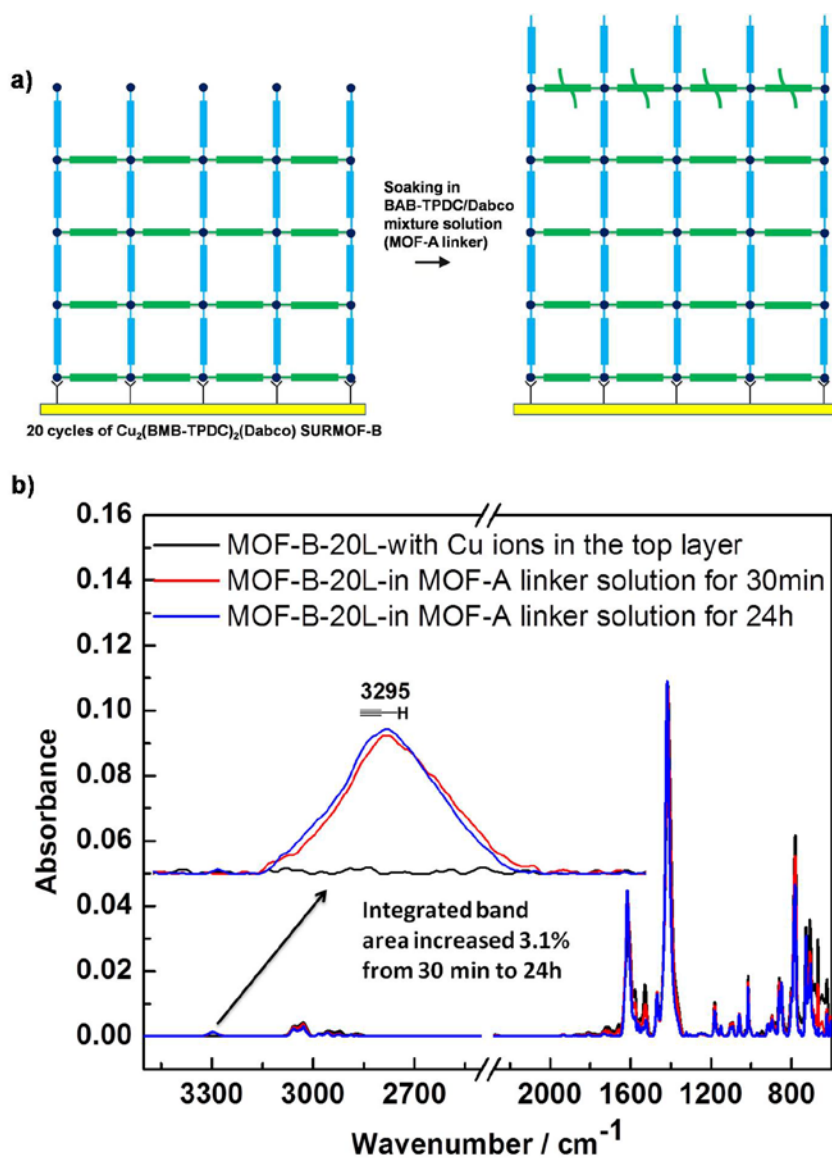 a)
Soaking in
BAB-TPDC/Dabco
mixture solution
(MOF-A linker)
20 cycles of Cu₂(BMB-TPDC)₂(Dabco) SURMOF-B
b)
0.16
0.14
0.12
0.10
0.08
0.06
0.04
0.02
0.00
Absorbance
MOF-B-20L-with Cu ions in the top layer
MOF-B-20L-in MOF-A linker solution for 30min
MOF-B-20L-in MOF-A linker solution for 24h
3295
H
Integrated band
area increased 3.1%
from 30 min to 24h
3300 3000 2700 2000 1600 1200 800
Wavenumber / cm⁻¹